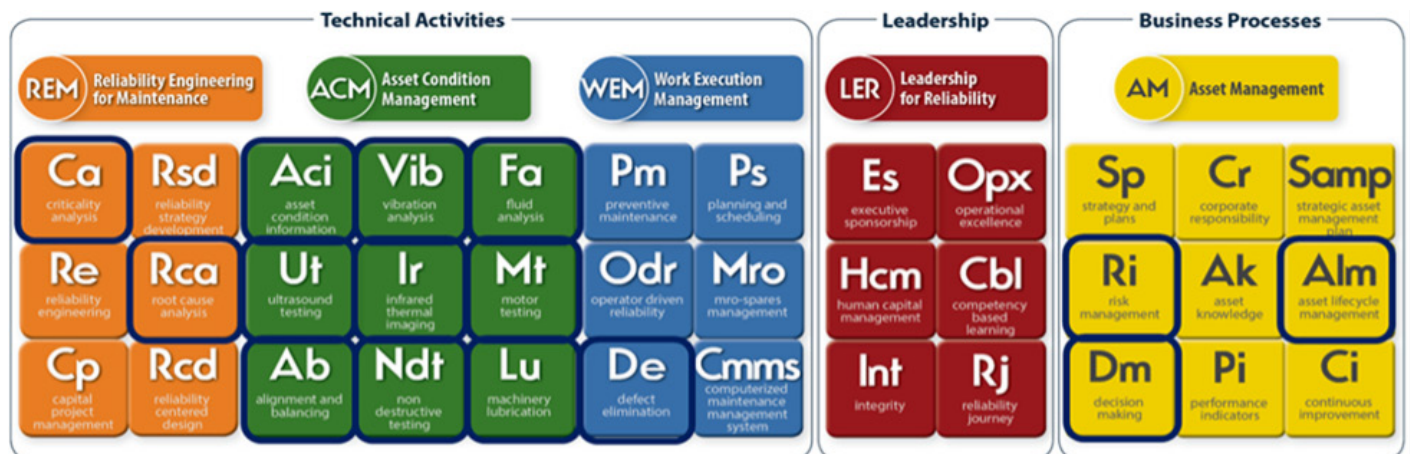 Technical Activities
Leadership
Business Processes
REM Reliability Engineering
for Maintenance
ACM Asset Condition
Management
WEM Work Execution
Management
LER Leadership
for Reliability
AM Asset Management
Ca
criticality
analysis
Rsd
reliability
strategy
development
Aci
asset
condition
information
Vib
vibration
analysis
Fa
fluid
analysis
Pm
preventive
maintenance
Ps
planning and
scheduling
Es
executive
sponsorship
Opx
operational
excellence
Sp
strategy and
plans
Cr
corporate
responsibility
Samp
strategic asset
management
plan
Re
reliability
engineering
Rca
root cause
analysis
Ut
ultrasound
testing
Ir
infrared
thermal
imaging
Mt
motor
testing
Odr
operator driven
reliability
Mro
mro-spares
management
Hcm
human capital
management
Cbl
competency
based
learning
Ri
risk
management
Ak
asset
knowledge
Alm
asset lifecycle
management
Cp
capital
project
management
Rcd
reliability
centered
design
Ab
alignment and
balancing
Ndt
non
destructive
testing
Lu
machinery
lubrication
De
defect
elimination
Cmms
computerized
maintenance
management
system
Int
integrity
Rj
reliability
journey
Dm
decision
making
Pi
performance
indicators
Ci
continuous
improvement